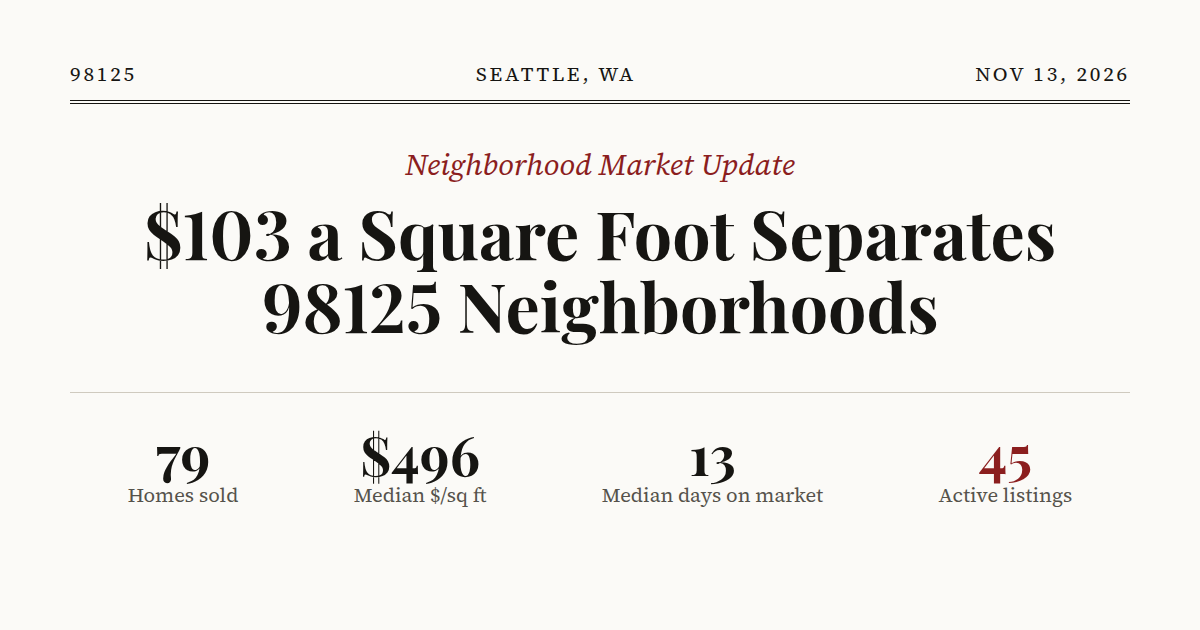 98125 SEATTLE, WA NOV 13, 2026
Neighborhood Market Update
$103 a Square Foot Separates
98125 Neighborhoods
79 $496 13 45
Homes sold Median $/sq ft Median days on market Active listings